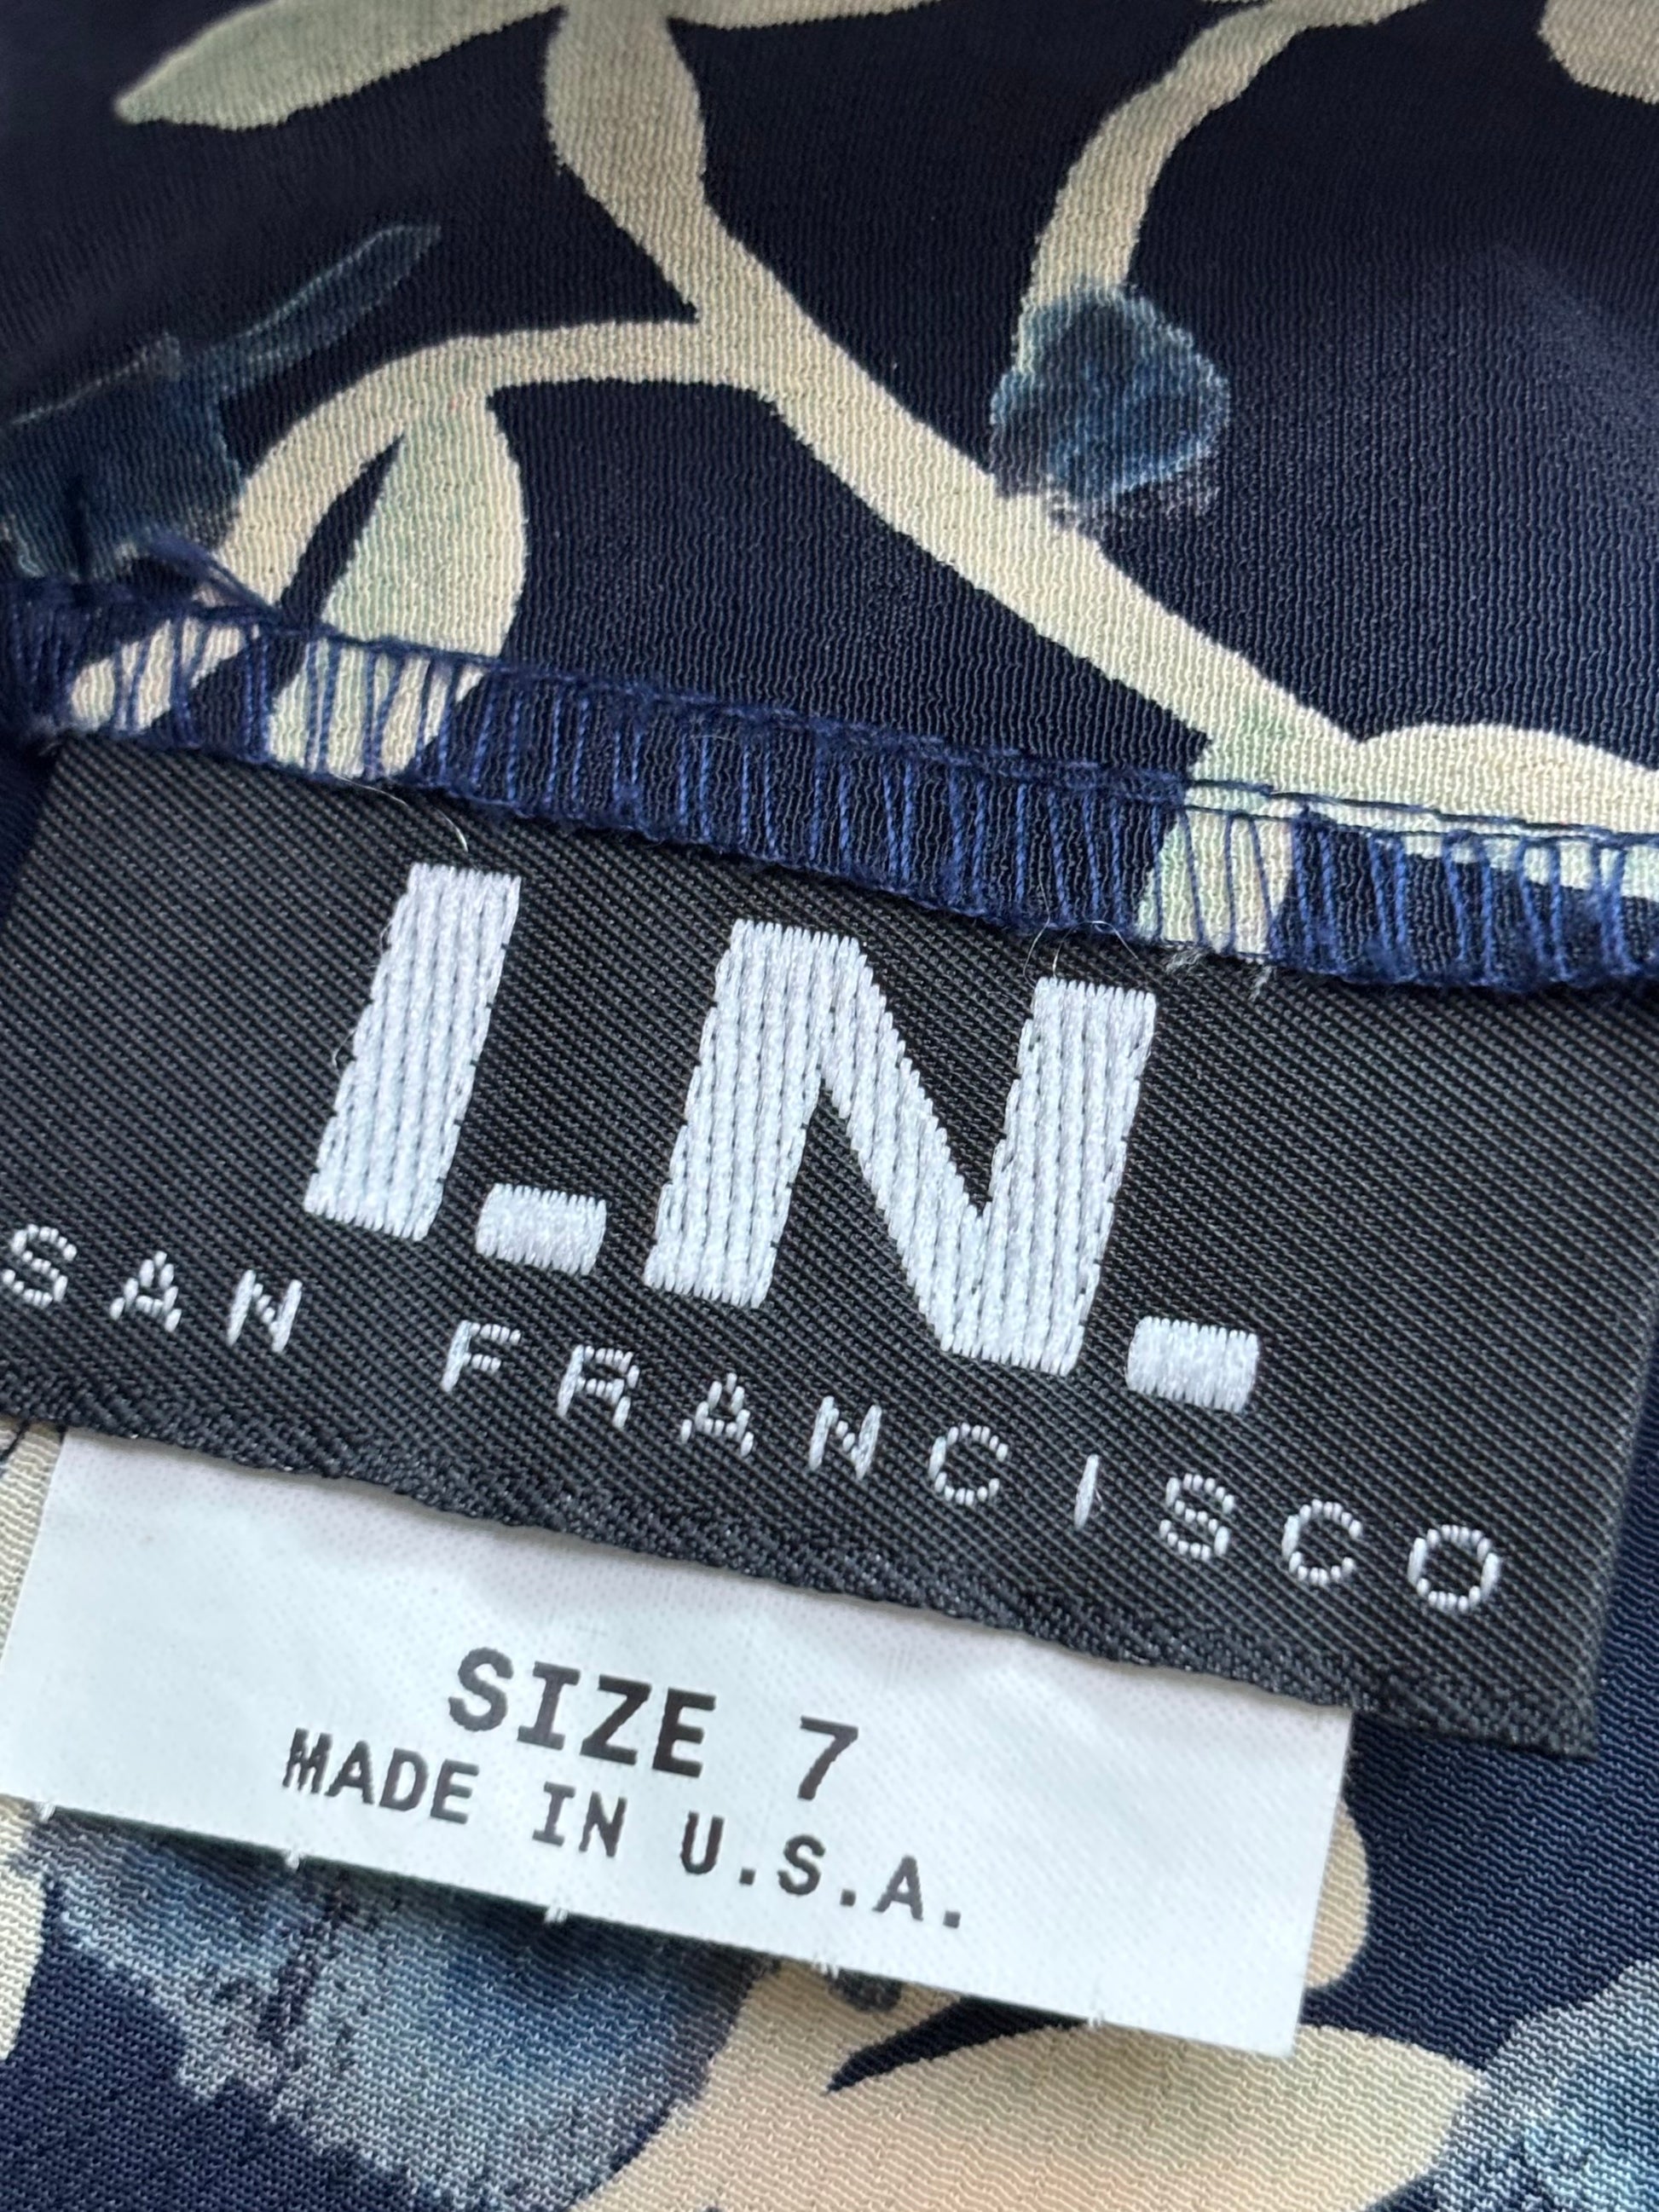 I.N.
SAN FRANCISCO
SIZE 7
MADE IN U.S.A.